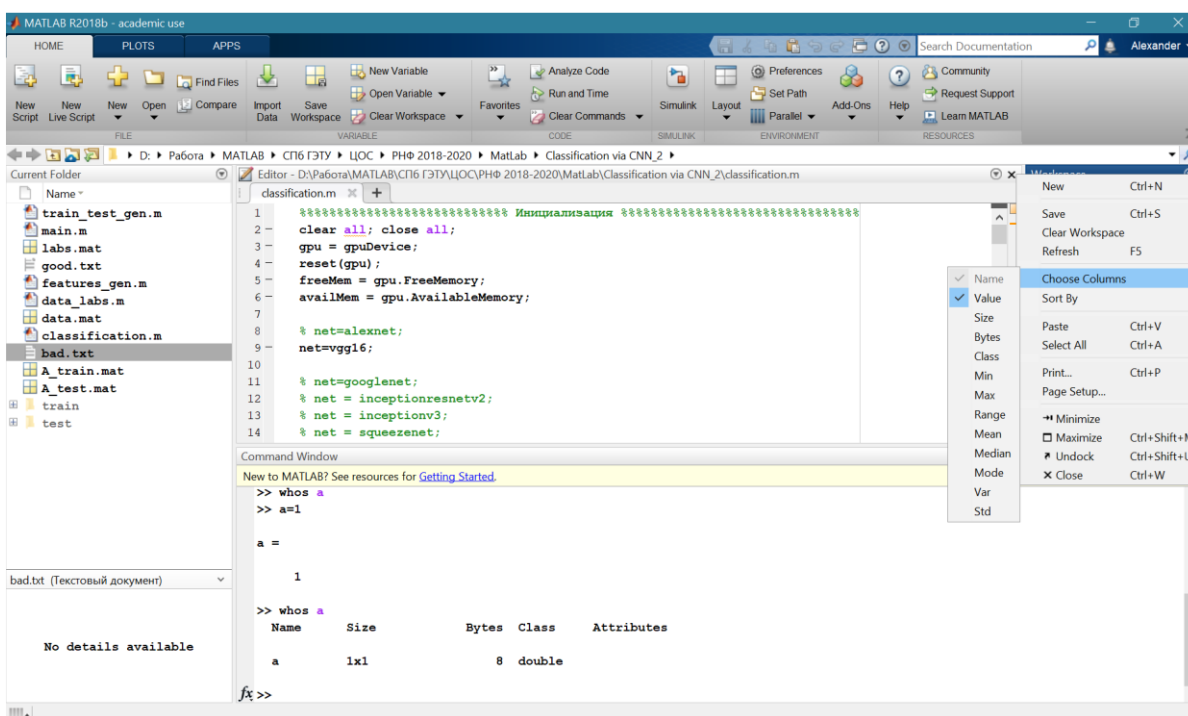 MATLAB R2018b - academic use
HOME PLOTS APPS
Search Documentation
Alexander
New Script
New Live Script
New
Open
Find Files
Compare
FILE
Import Data
Save Workspace
New Variable
Open Variable
Clear Workspace
VARIABLE
Favorites
Analyze Code
Run and Time
Clear Commands
CODE
Simulink
SIMULINK
Layout
Preferences
Set Path
Parallel
Add-Ons
ENVIRONMENT
Help
Community
Request Support
Learn MATLAB
RESOURCES
D: Работа MATLAB СПб ГЭТУ ЦОС РНФ 2018-2020 MatLab Classification via CNN_2
Current Folder
Name
train_test_gen.m
main.m
labs.mat
good.txt
features_gen.m
data_labs.m
data.mat
classification.m
bad.txt
A_train.mat
A_test.mat
train
test
bad.txt (Текстовый документ)
No details available
Editor - D:\Работа\MATLAB\СПб ГЭТУ\ЦОС\РНФ 2018-2020\MatLab\Classification via CNN_2\classification.m
classification.m
1 %%%%%%%%%%%%%%%%%%%%%%%%%%%% Инициализация %%%%%%%%%%%%%%%%%%%%%%%%%%%%%%%%
2 clear all; close all;
3 gpu = gpuDevice;
4 reset(gpu);
5 freeMem = gpu.FreeMemory;
6 availMem = gpu.AvailableMemory;
7
8 % net=alexnet;
9 net=vgg16;
10
11 % net=googlenet;
12 % net = inceptionresnetv2;
13 % net = inceptionv3;
14 % net = squeezenet;
Command Window
New to MATLAB? See resources for Getting Started.
>> whos a
>> a=1
a =
1
>> whos a
Name Size Bytes Class Attributes
a 1x1 8 double
fx >>
Workspace
New Ctrl+N
Save Ctrl+S
Clear Workspace
Refresh F5
Choose Columns
Sort By
Paste Ctrl+V
Select All Ctrl+A
Print... Ctrl+P
Page Setup...
Minimize
Maximize Ctrl+Shift+M
Undock Ctrl+Shift+U
Close Ctrl+W
Name
Value
Size
Bytes
Class
Min
Max
Range
Mean
Median
Mode
Var
Std